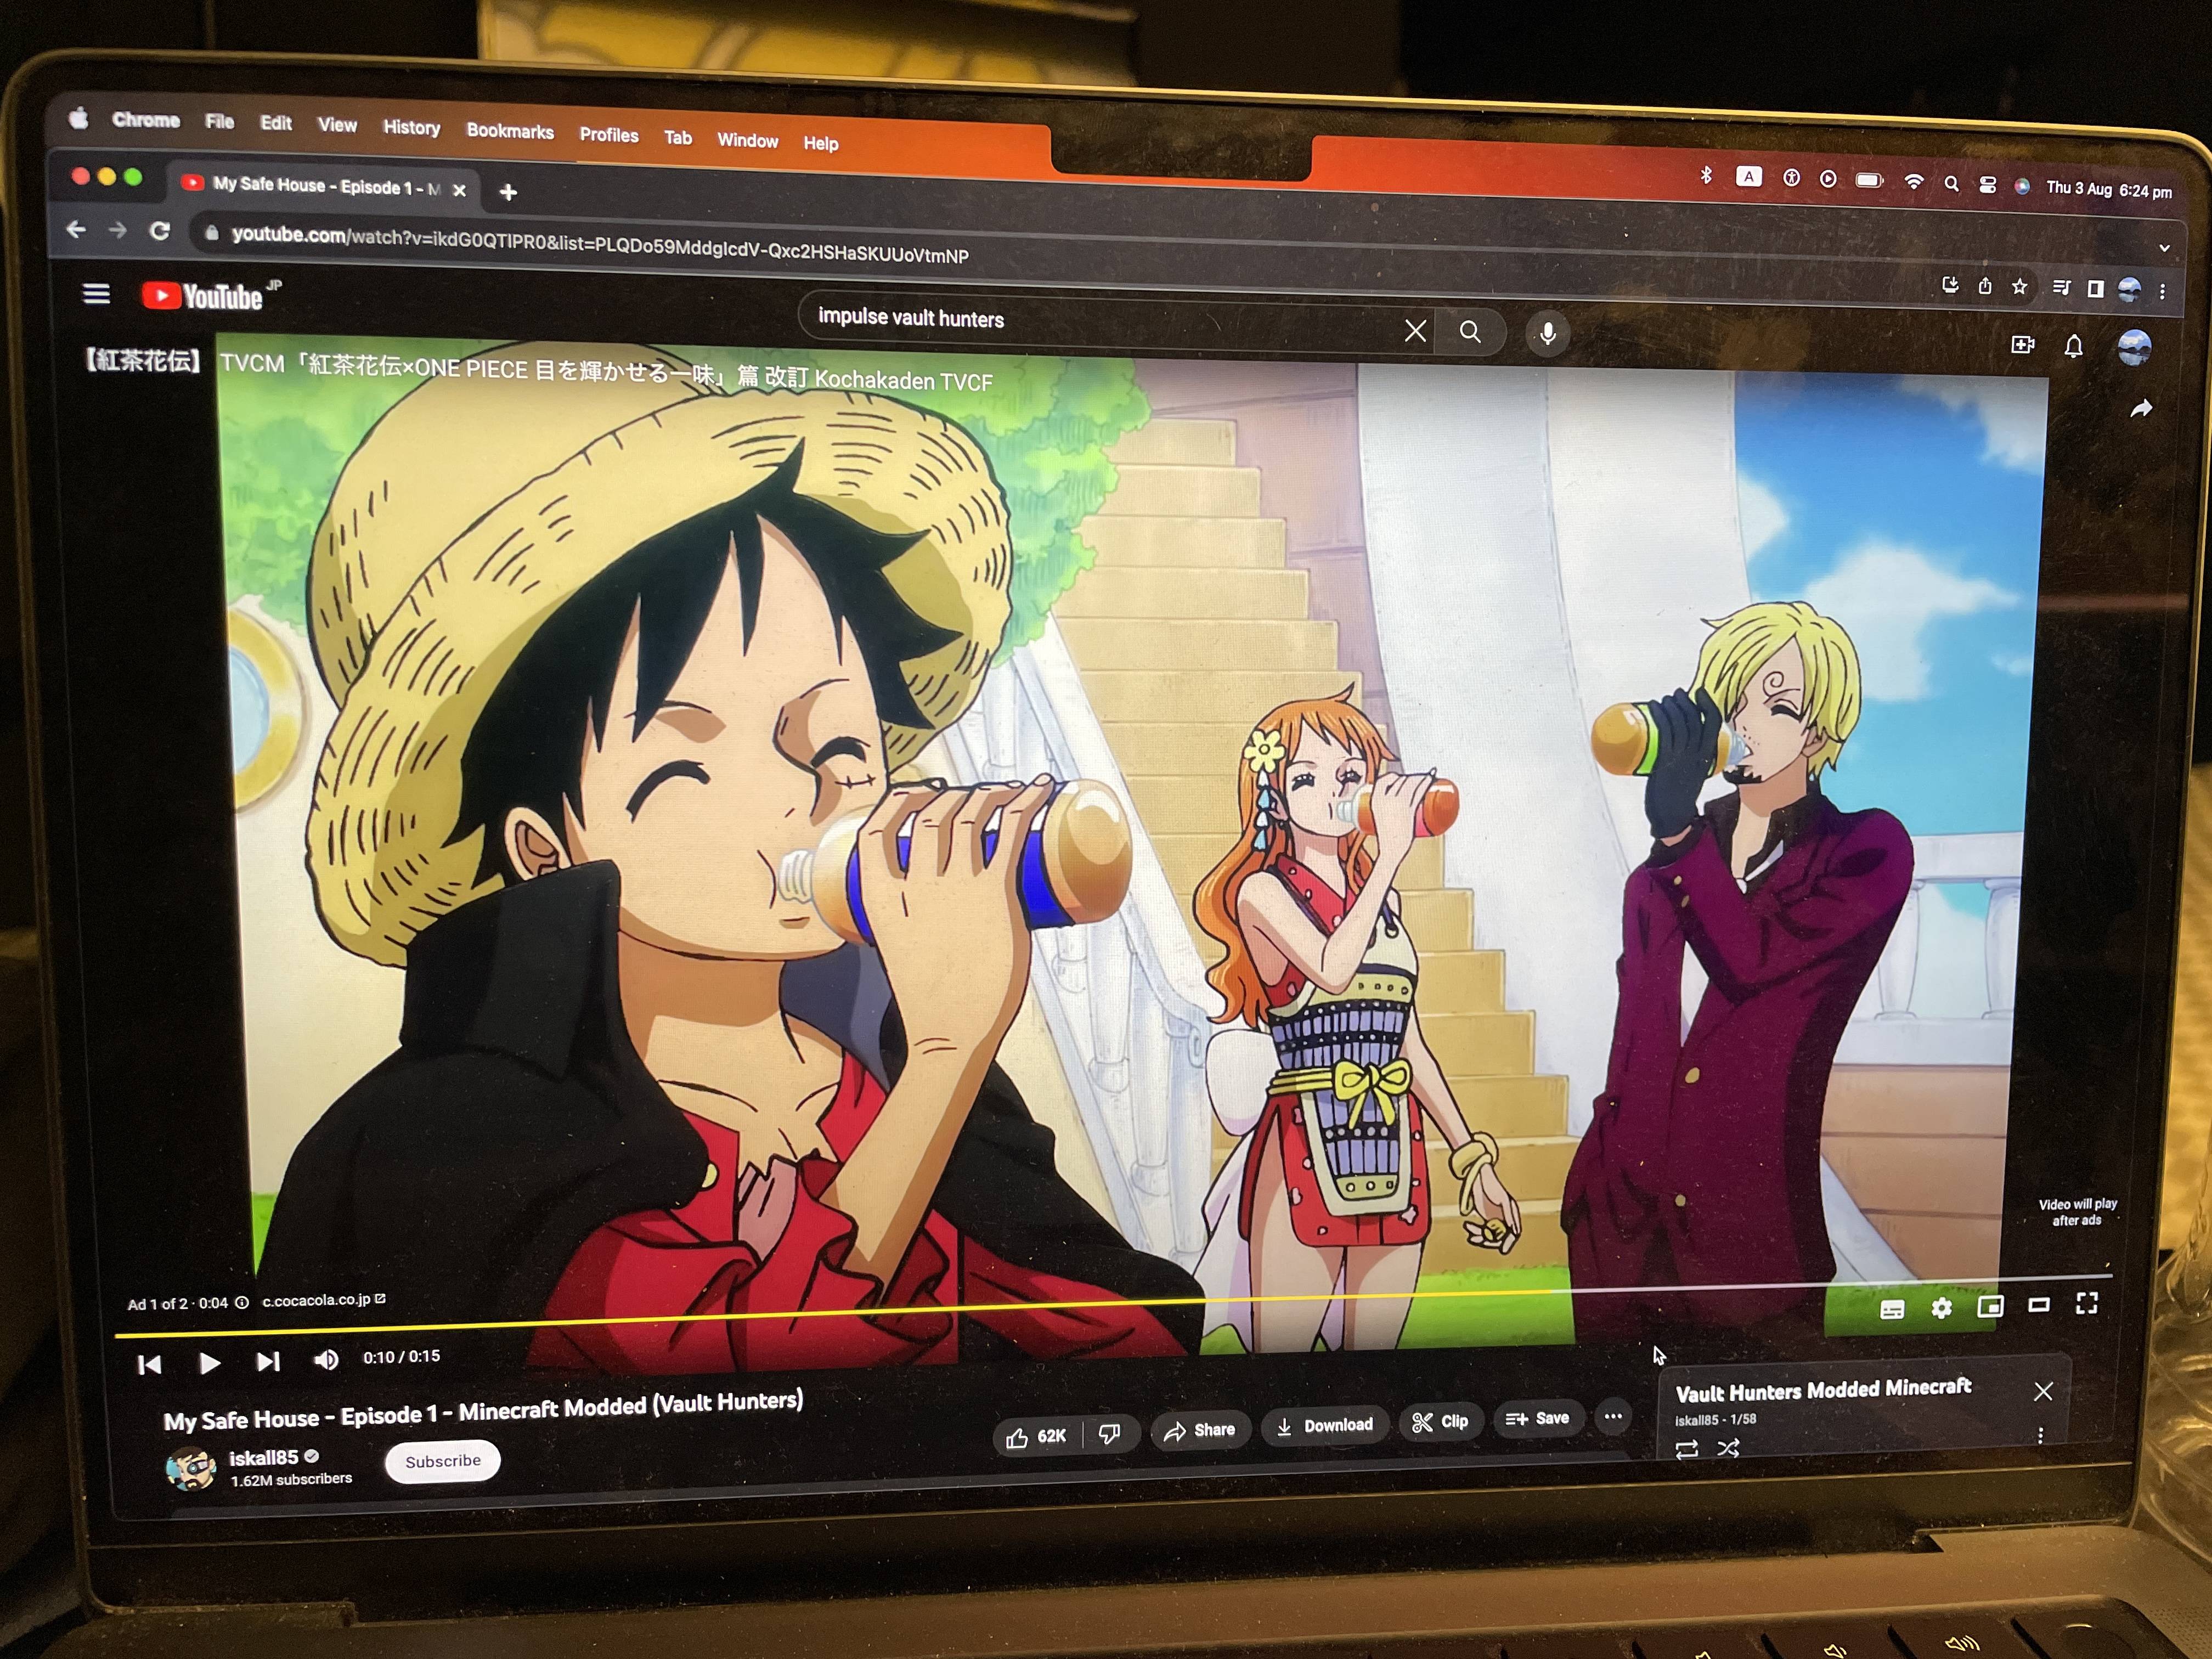 Chrome File Edit View History Bookmarks Profiles Tab Window Help
A Thu 3 Aug 6:24 pm
My Safe House - Episode 1 - M
youtube.com/watch?v=ikdG0QTIPR0&list=PLQDo59MddgIcdV-Qxc2HSHaSKUUoVtmNP
YouTube JP
impulse vault hunters
【紅茶花伝】 TVCM「紅茶花伝×ONE PIECE 目を輝かせる一味」篇 改訂 Kochakaden TVCF
Video will play
after ads
Ad 1 of 2 · 0:04 c.cocacola.co.jp
0:10 / 0:15
My Safe House - Episode 1 - Minecraft Modded (Vault Hunters)
iskall85
1.62M subscribers
Subscribe
62K Share Download Clip Save
Vault Hunters Modded Minecraft
iskall85 - 1/58